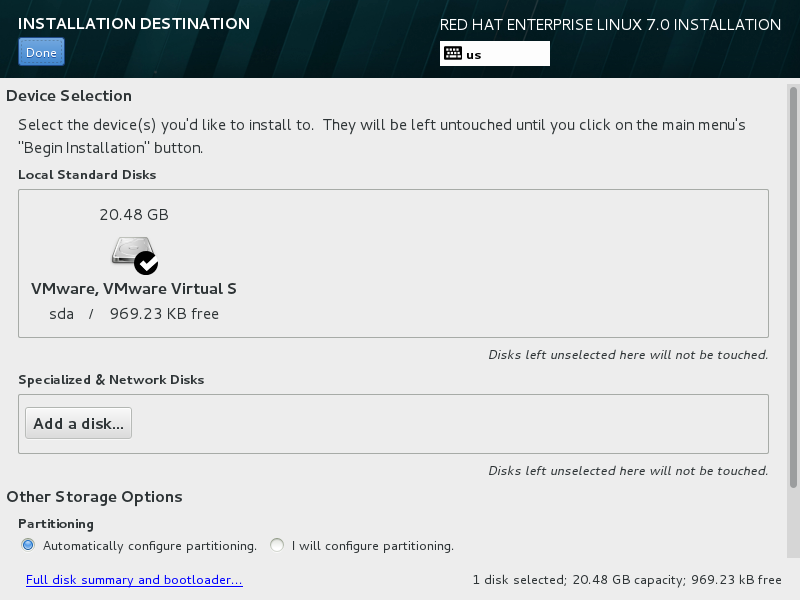 INSTALLATION DESTINATION
RED HAT ENTERPRISE LINUX 7.0 INSTALLATION
Done
us
Device Selection
Select the device(s) you'd like to install to.  They will be left untouched until you click on the main menu's
"Begin Installation" button.
Local Standard Disks
20.48 GB
VMware, VMware Virtual S
sda / 969.23 KB free
Disks left unselected here will not be touched.
Specialized & Network Disks
Add a disk...
Disks left unselected here will not be touched.
Other Storage Options
Partitioning
Automatically configure partitioning. I will configure partitioning.
Full disk summary and bootloader... 1 disk selected; 20.48 GB capacity; 969.23 kB free